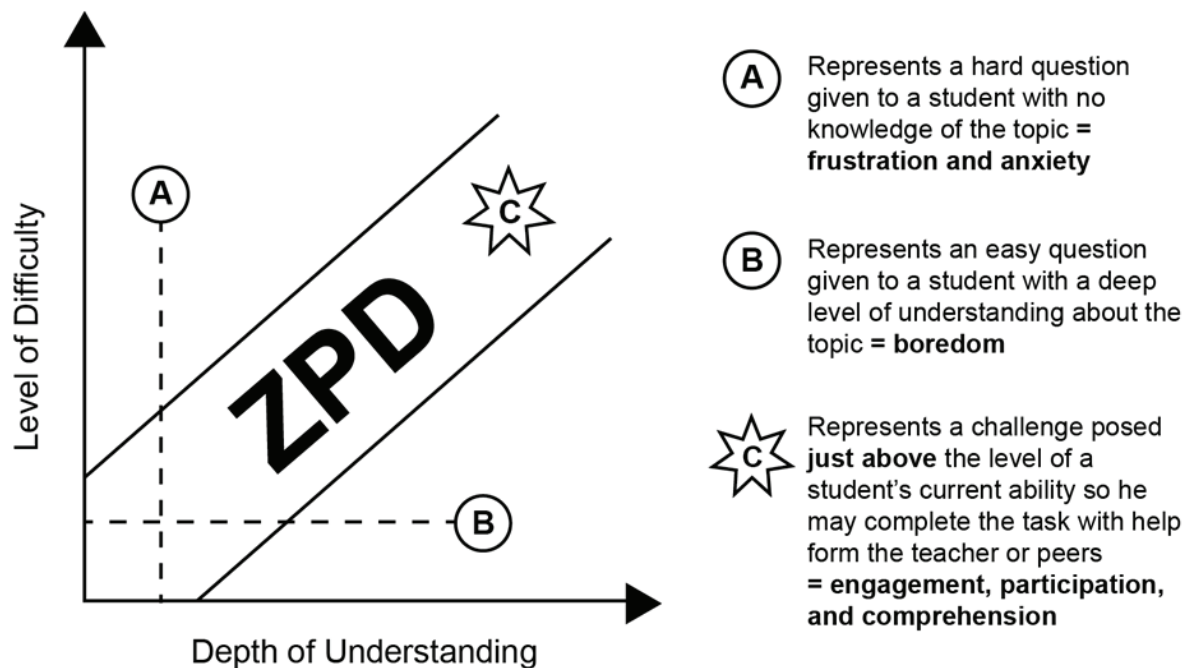 Level of Difficulty
A
ZPD
C
B
Depth of Understanding
A
Represents a hard question
given to a student with no
knowledge of the topic =
frustration and anxiety
B
Represents an easy question
given to a student with a deep
level of understanding about the
topic = boredom
C
Represents a challenge posed
just above the level of a
student's current ability so he
may complete the task with help
form the teacher or peers
= engagement, participation,
and comprehension